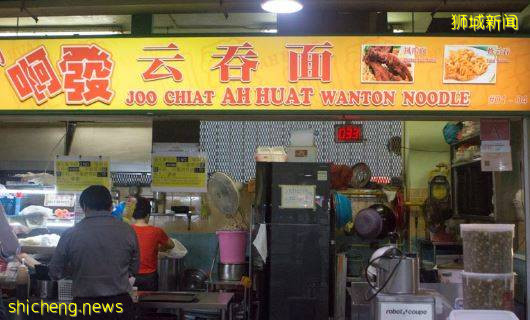 狮城新闻
啊發 云吞面
JOO CHIAT AH HUAT WANTON NOODLE
#01-04
robot coupe
shicheng.news